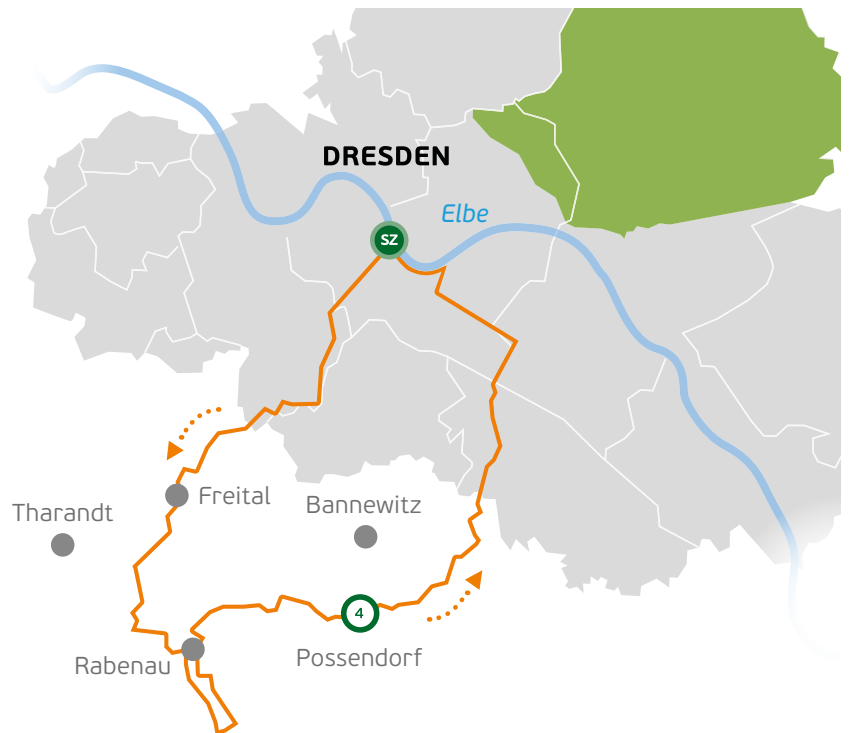 DRESDEN
Elbe
SZ
Freital
Bannewitz
Tharandt
4
Possendorf
Rabenau